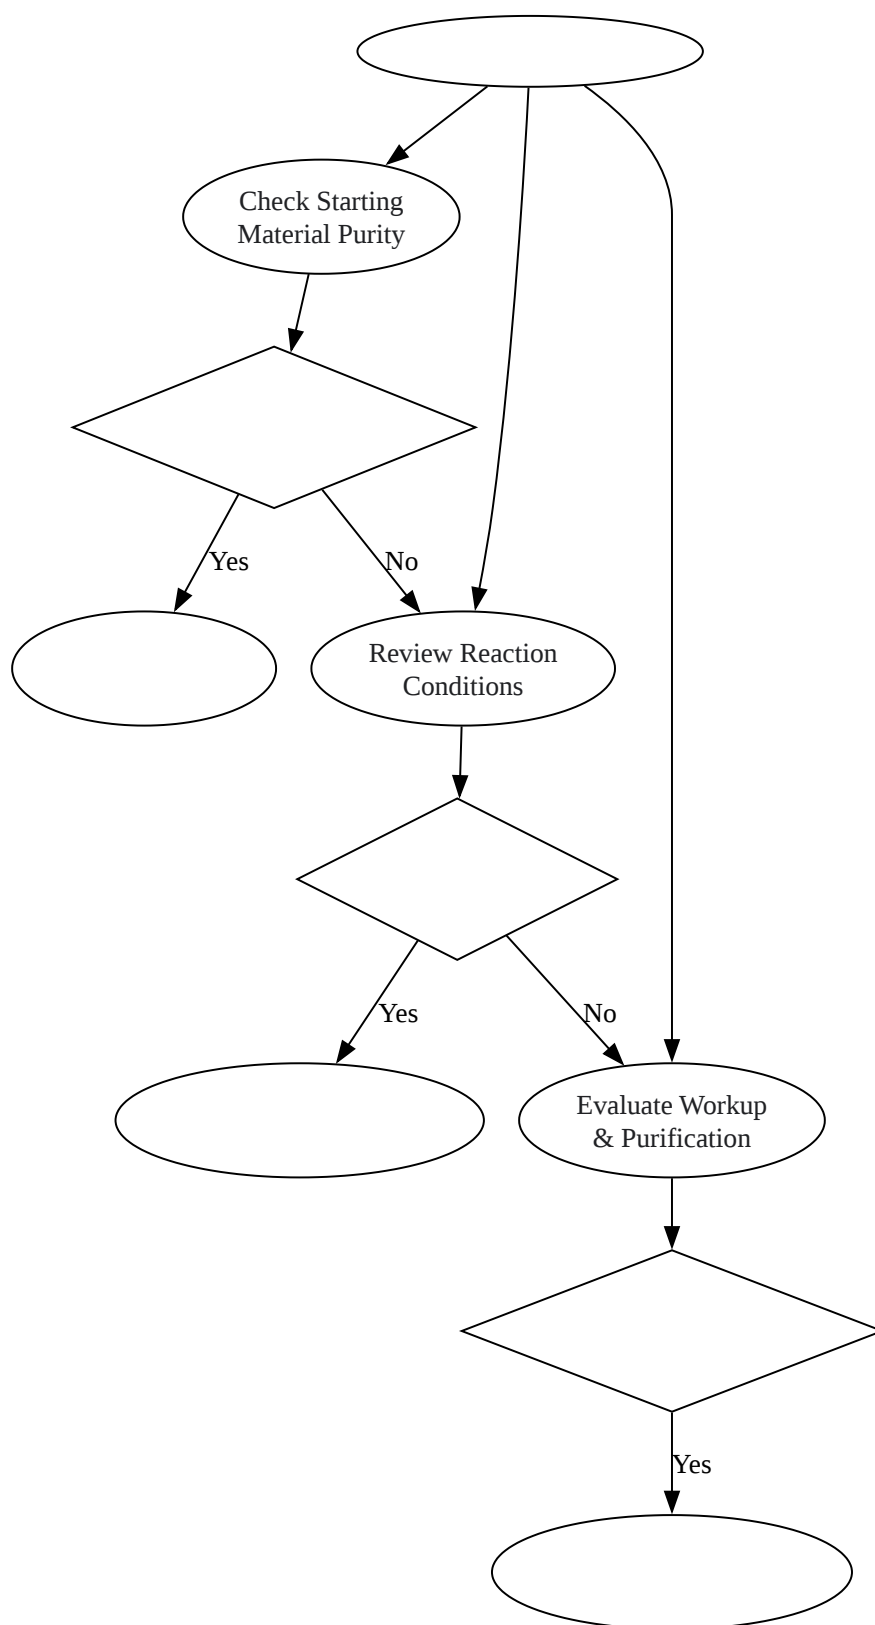 Check Starting
Material Purity
Yes
No
Review Reaction
Conditions
Yes
No
Evaluate Workup
& Purification
Yes